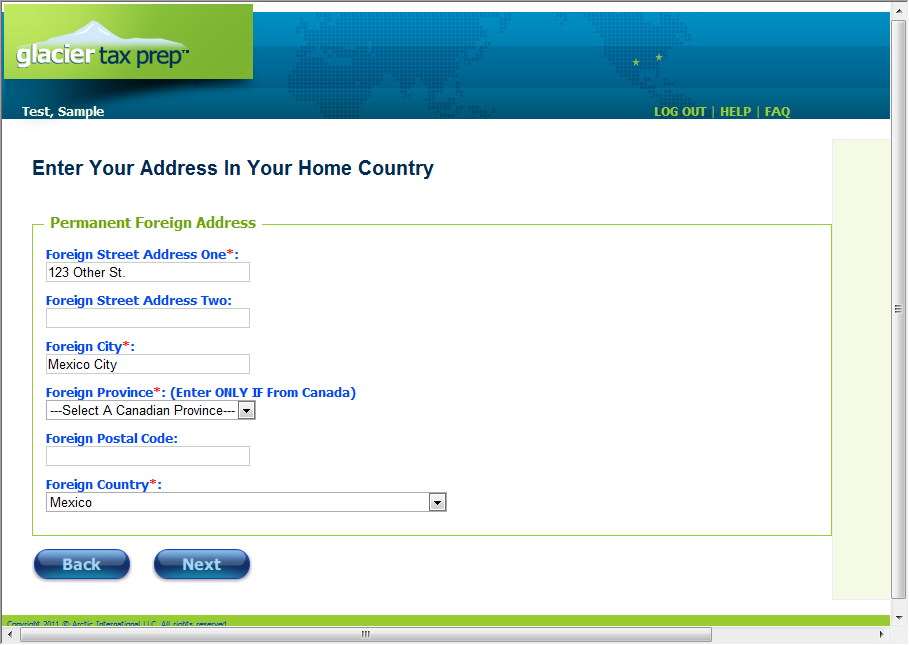 glacier tax prep™
Test, Sample
LOG OUT | HELP | FAQ
Enter Your Address In Your Home Country
Permanent Foreign Address
Foreign Street Address One*:
123 Other St.
Foreign Street Address Two:
Foreign City*:
Mexico City
Foreign Province*: (Enter ONLY IF From Canada)
---Select A Canadian Province---
Foreign Postal Code:
Foreign Country*:
Mexico
Back
Next
Copyright 2011 © Arctic International LLC. All rights reserved.